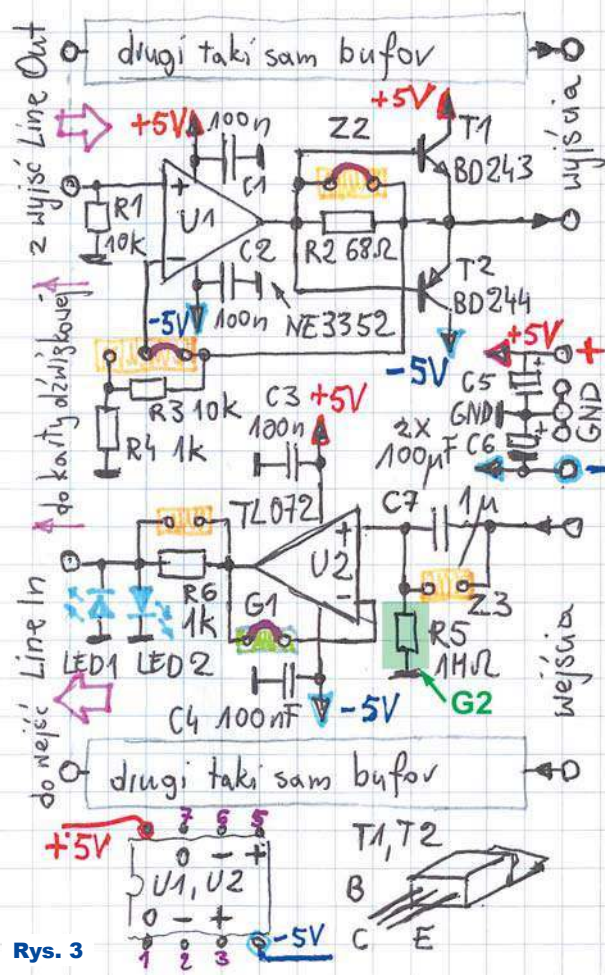 drugi taki sam bufor
z wyjść Line Out
wyjścia
+5V
100n
C1
Z2
+5V
T1
BD243
+
U1
-
R1
10k
C2
100n
-5V
NE3352
R2 68Ω
T2
BD244
-5V
do karty dźwiękowej
R3 10k
R4 1k
C3
100n
+5V
+5V
+
C5
+
GND
GND
C6
+
2x
100μF
-
TL072
+
U2
-
C7
1μ
Z3
R5
1MΩ
G2
R6
1k
G1
LED1
LED2
C4 100nF
-5V
do wejść Line In
wejścia
drugi taki sam bufor
+5V
7
6
5
O - +
U1, U2
O - +
1
2
3
-5V
T1, T2
B
C
E
Rys. 3